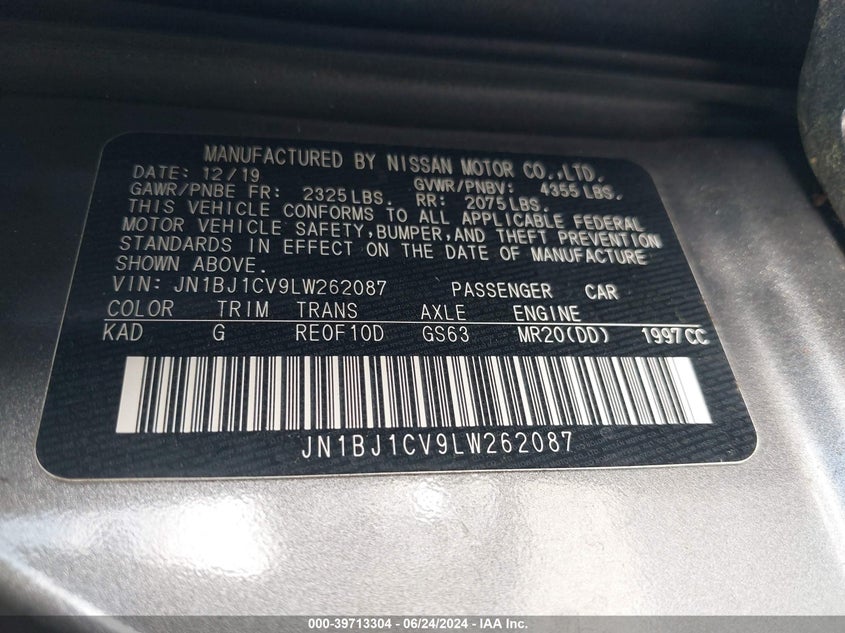 MANUFACTURED BY NISSAN MOTOR CO.,LTD.
DATE: 12/19 GVWR/PNBV: 4355 LBS.
GAWR/PNBE FR: 2325 LBS. RR: 2075 LBS.
THIS VEHICLE CONFORMS TO ALL APPLICABLE FEDERAL
MOTOR VEHICLE SAFETY, BUMPER, AND THEFT PREVENTION
STANDARDS IN EFFECT ON THE DATE OF MANUFACTURE
SHOWN ABOVE.
VIN: JN1BJ1CV9LW262087 PASSENGER CAR
COLOR TRIM TRANS AXLE ENGINE
KAD G RE0F10D GS63 MR20(DD) 1997CC
JN1BJ1CV9LW262087
000-39713304 - 06/24/2024 - IAA Inc.